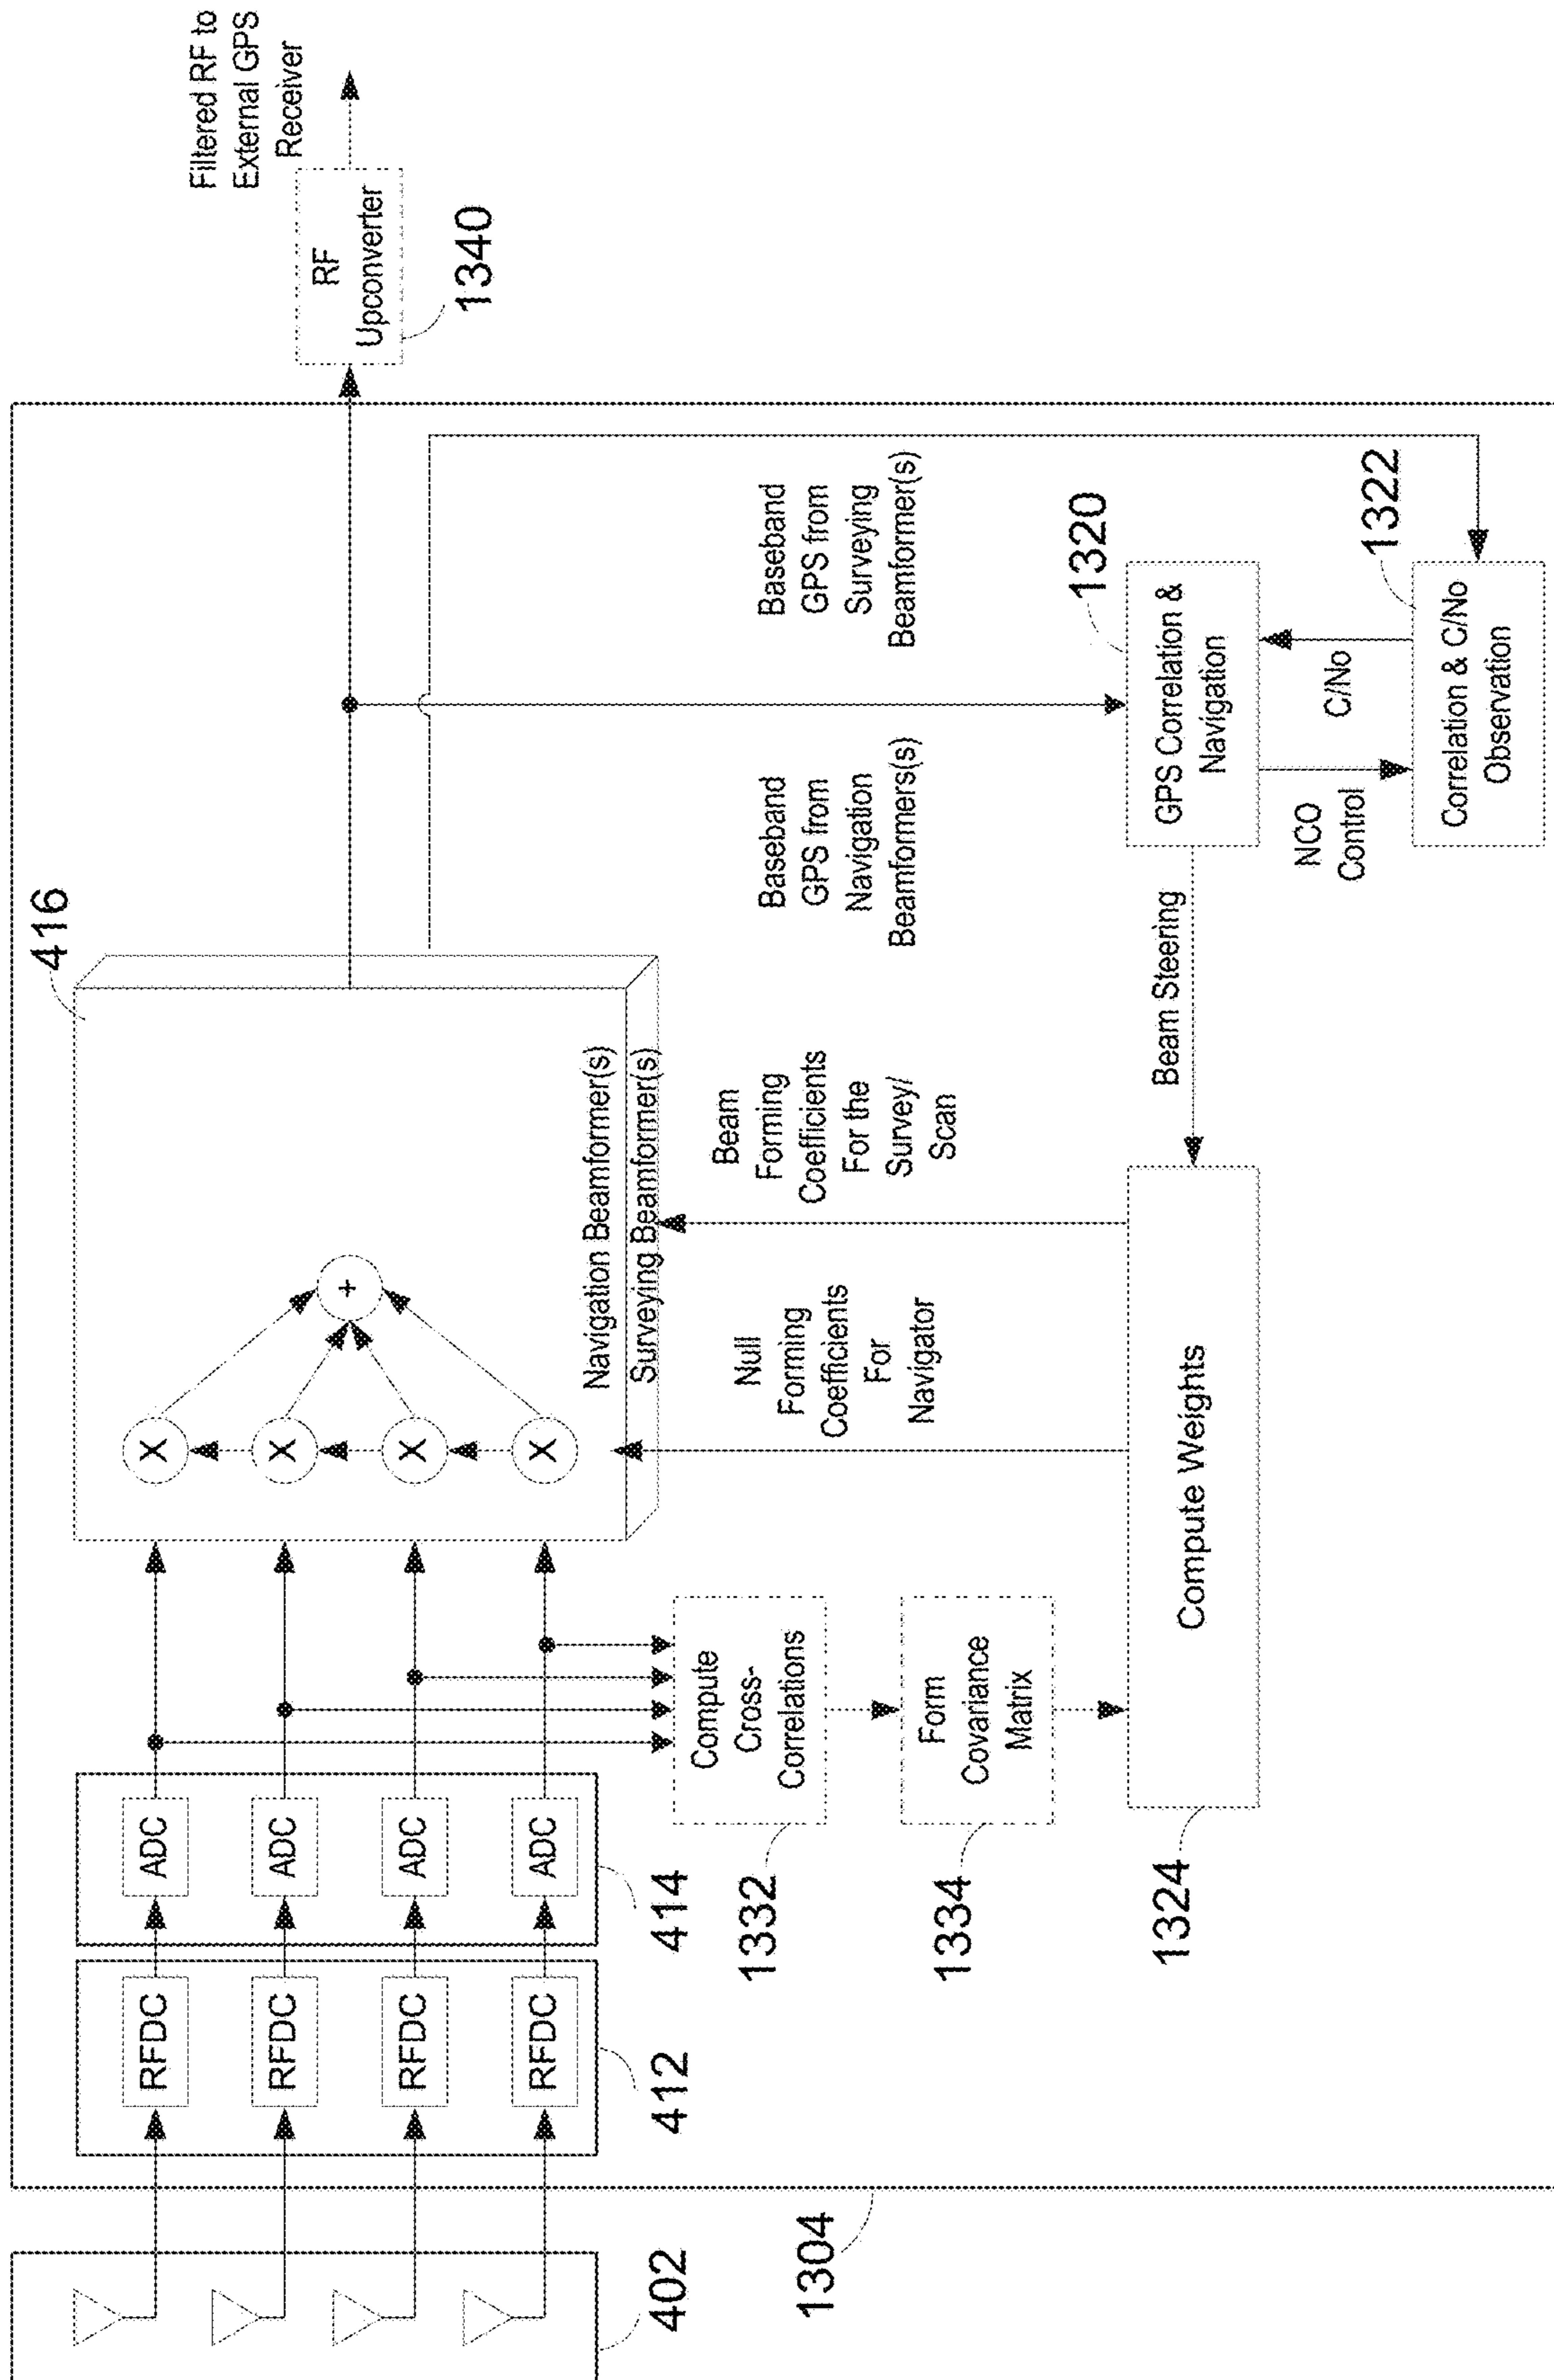 402
1304
412
RFDC
RFDC
RFDC
RFDC
414
ADC
ADC
ADC
ADC
416
X
X
X
X
+
Navigation Beamformer(s)
Surveying Beamformer(s)
RF
Upconverter
1340
Filtered RF to
External GPS
Receiver
Compute
Cross-
Correlations
1332
Form
Covariance
Matrix
1334
Null
Forming
Coefficients
For
Navigator
Beam
Forming
Coefficients
For the
Survey/
Scan
Baseband
GPS from
Navigation
Beamformers(s)
Baseband
GPS from
Surveying
Beamformer(s)
Compute Weights
1324
Beam Steering
GPS Correlation &
Navigation
1320
NCO
Control
C/No
Correlation & C/No
Observation
1322